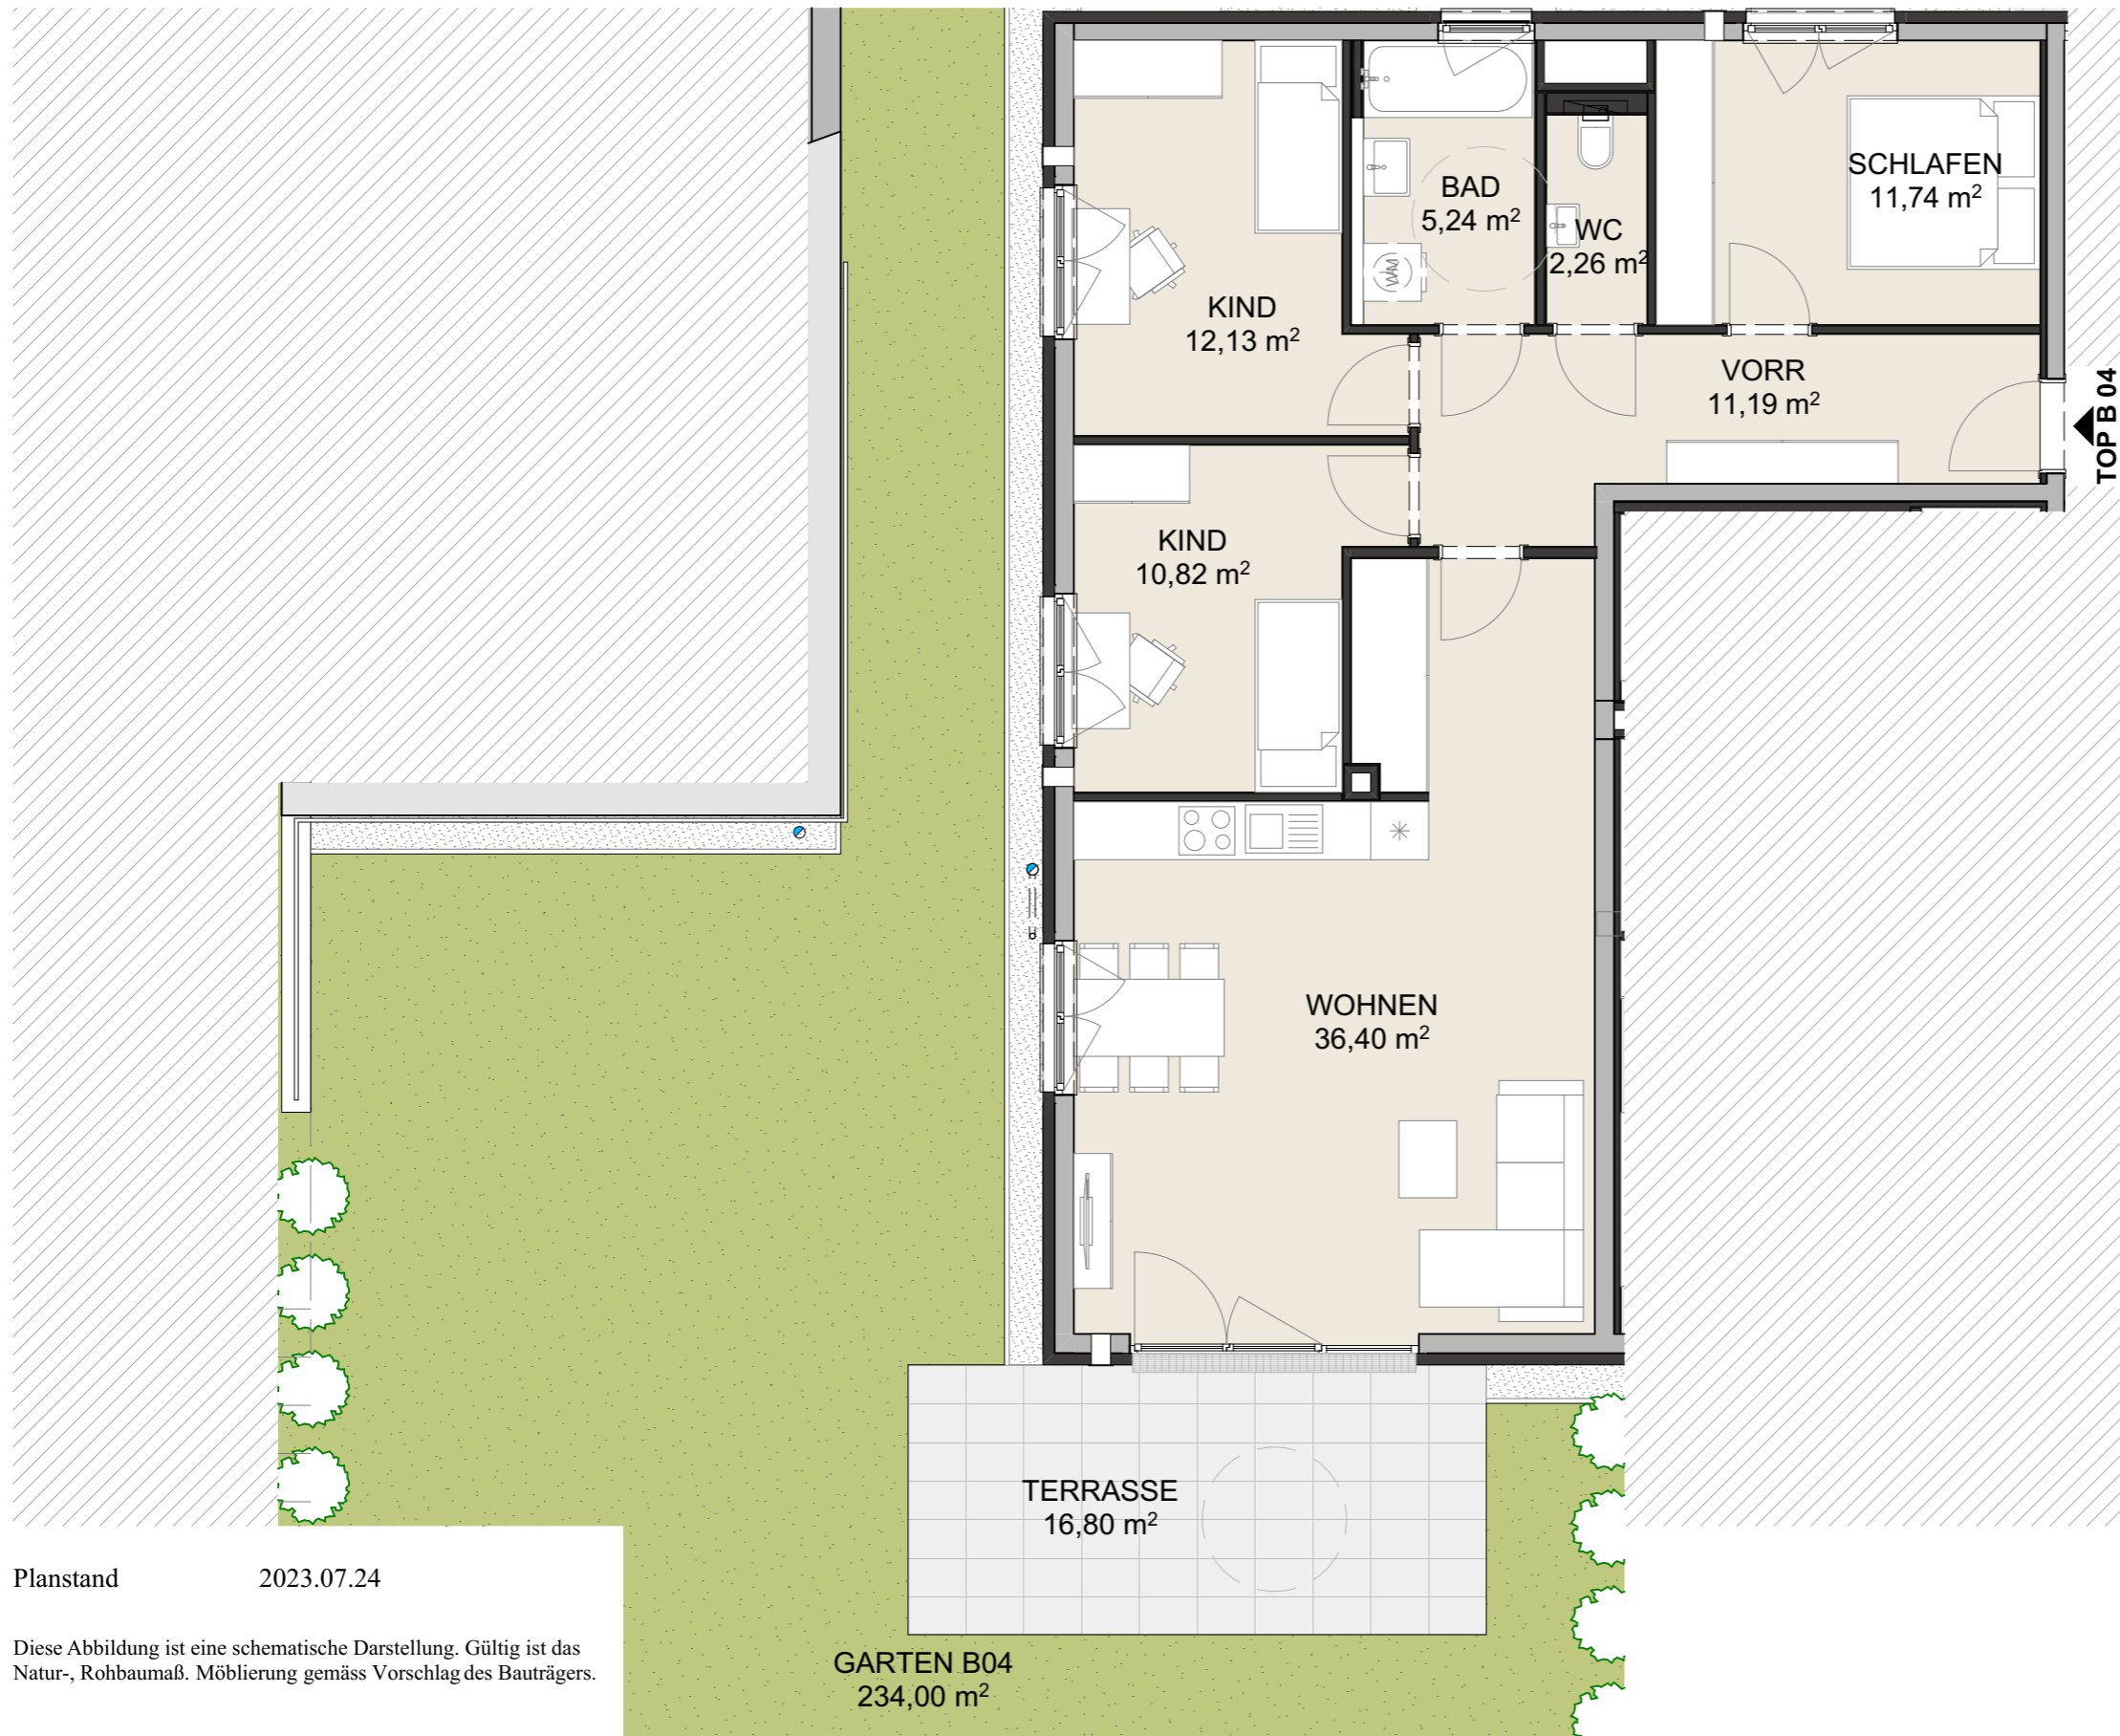 SCHLAFEN
11,74 m²
BAD
5,24 m²
WC
2,26 m²
WM
KIND
12,13 m²
VORR
11,19 m²
TOP B 04
KIND
10,82 m²
WOHNEN
36,40 m²
TERRASSE
16,80 m²
GARTEN B04
234,00 m²
Planstand 2023.07.24
Diese Abbildung ist eine schematische Darstellung. Gültig ist das
Natur-, Rohbaumaß. Möblierung gemäss Vorschlag des Bauträgers.